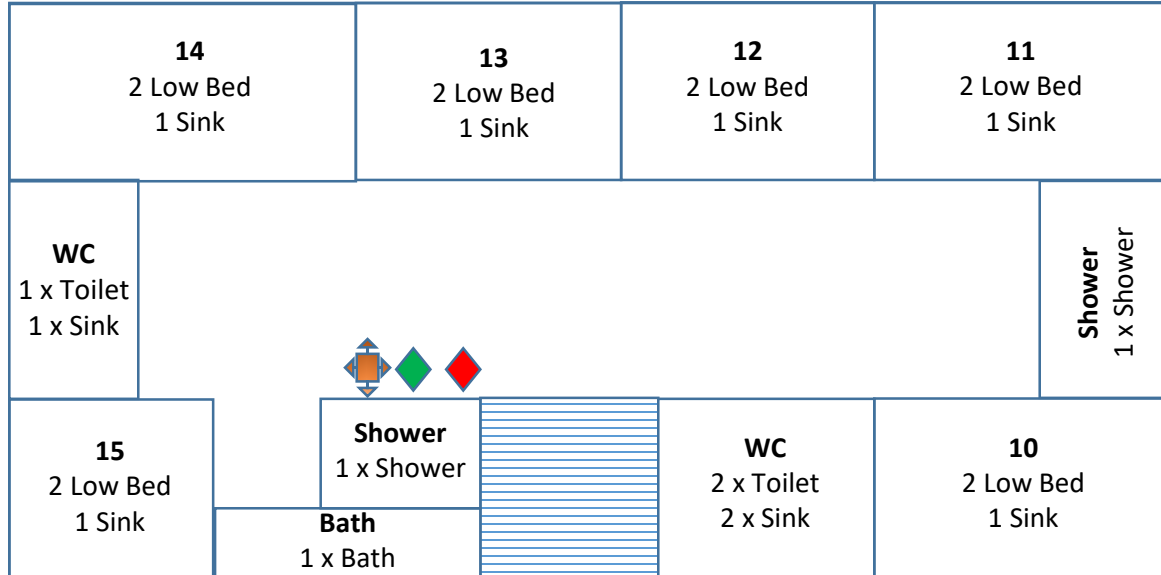 14
2 Low Bed
1 Sink
13
2 Low Bed
1 Sink
12
2 Low Bed
1 Sink
11
2 Low Bed
1 Sink
WC
1 x Toilet
1 x Sink
Shower
1 x Shower
15
2 Low Bed
1 Sink
Shower
1 x Shower
Bath
1 x Bath
WC
2 x Toilet
2 x Sink
10
2 Low Bed
1 Sink